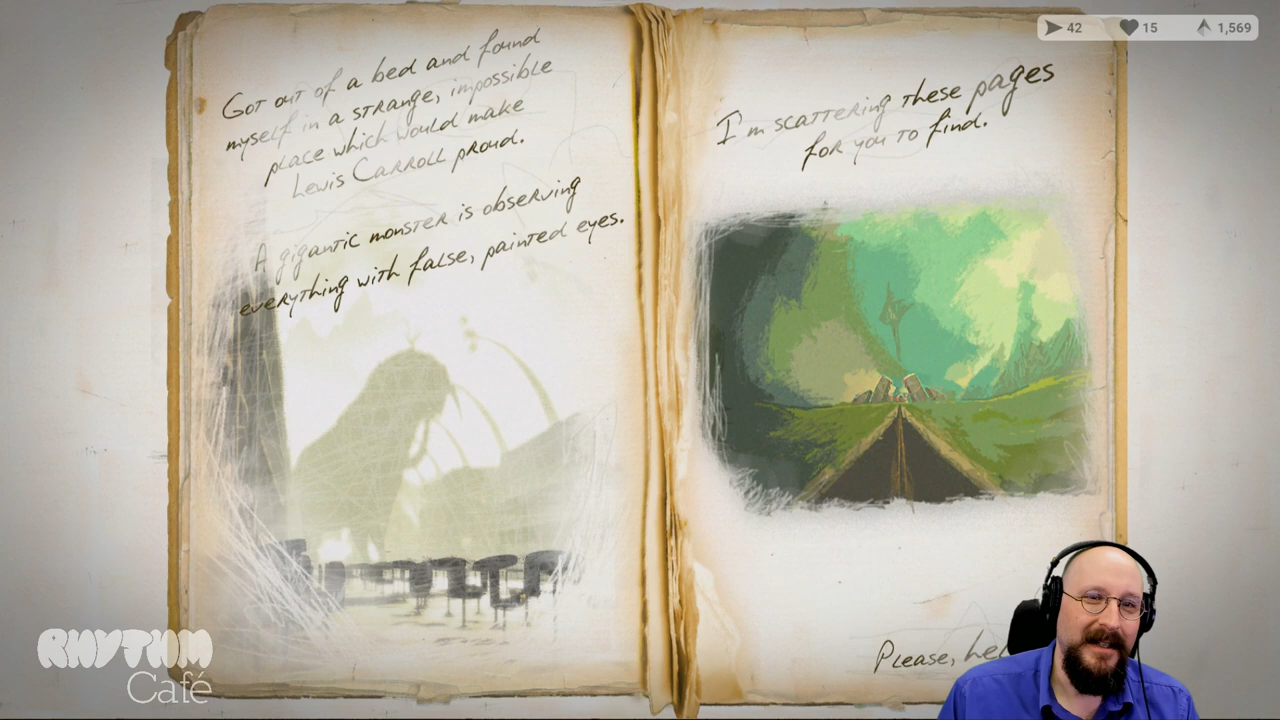 Got out of a bed and found
myself in a strange, impossible
place which would make
Lewis Carroll proud.
A gigantic monster is observing
everything with false, painted eyes.
I'm scattering these pages
for you to find.
Please,
42
15
1,569
RHYTHM
Café